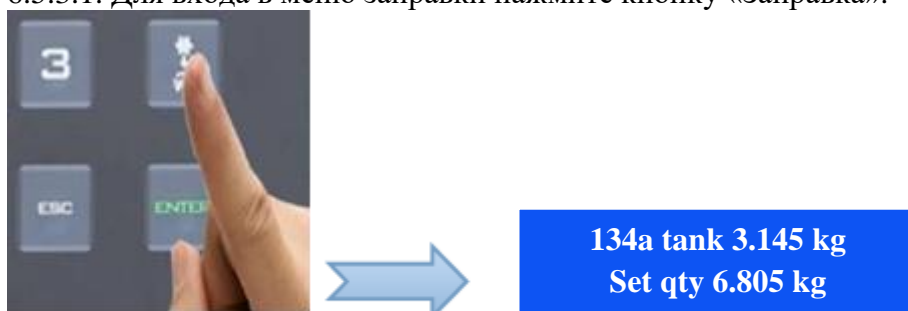 Для входа в меню заправки нажмите кнопку «Заправка».
3
ESC ENTER
134a tank 3.145 kg
Set qty 6.805 kg